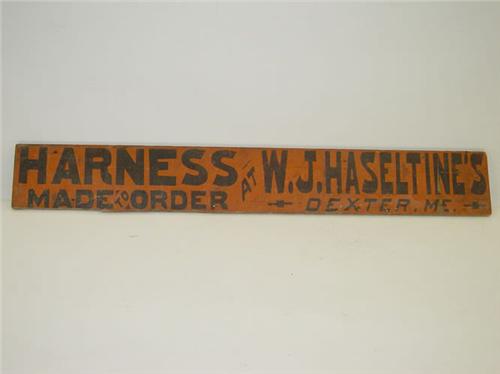 HARNESS AT W.J. HASELTINE'S
MADE TO ORDER DEXTER, ME.